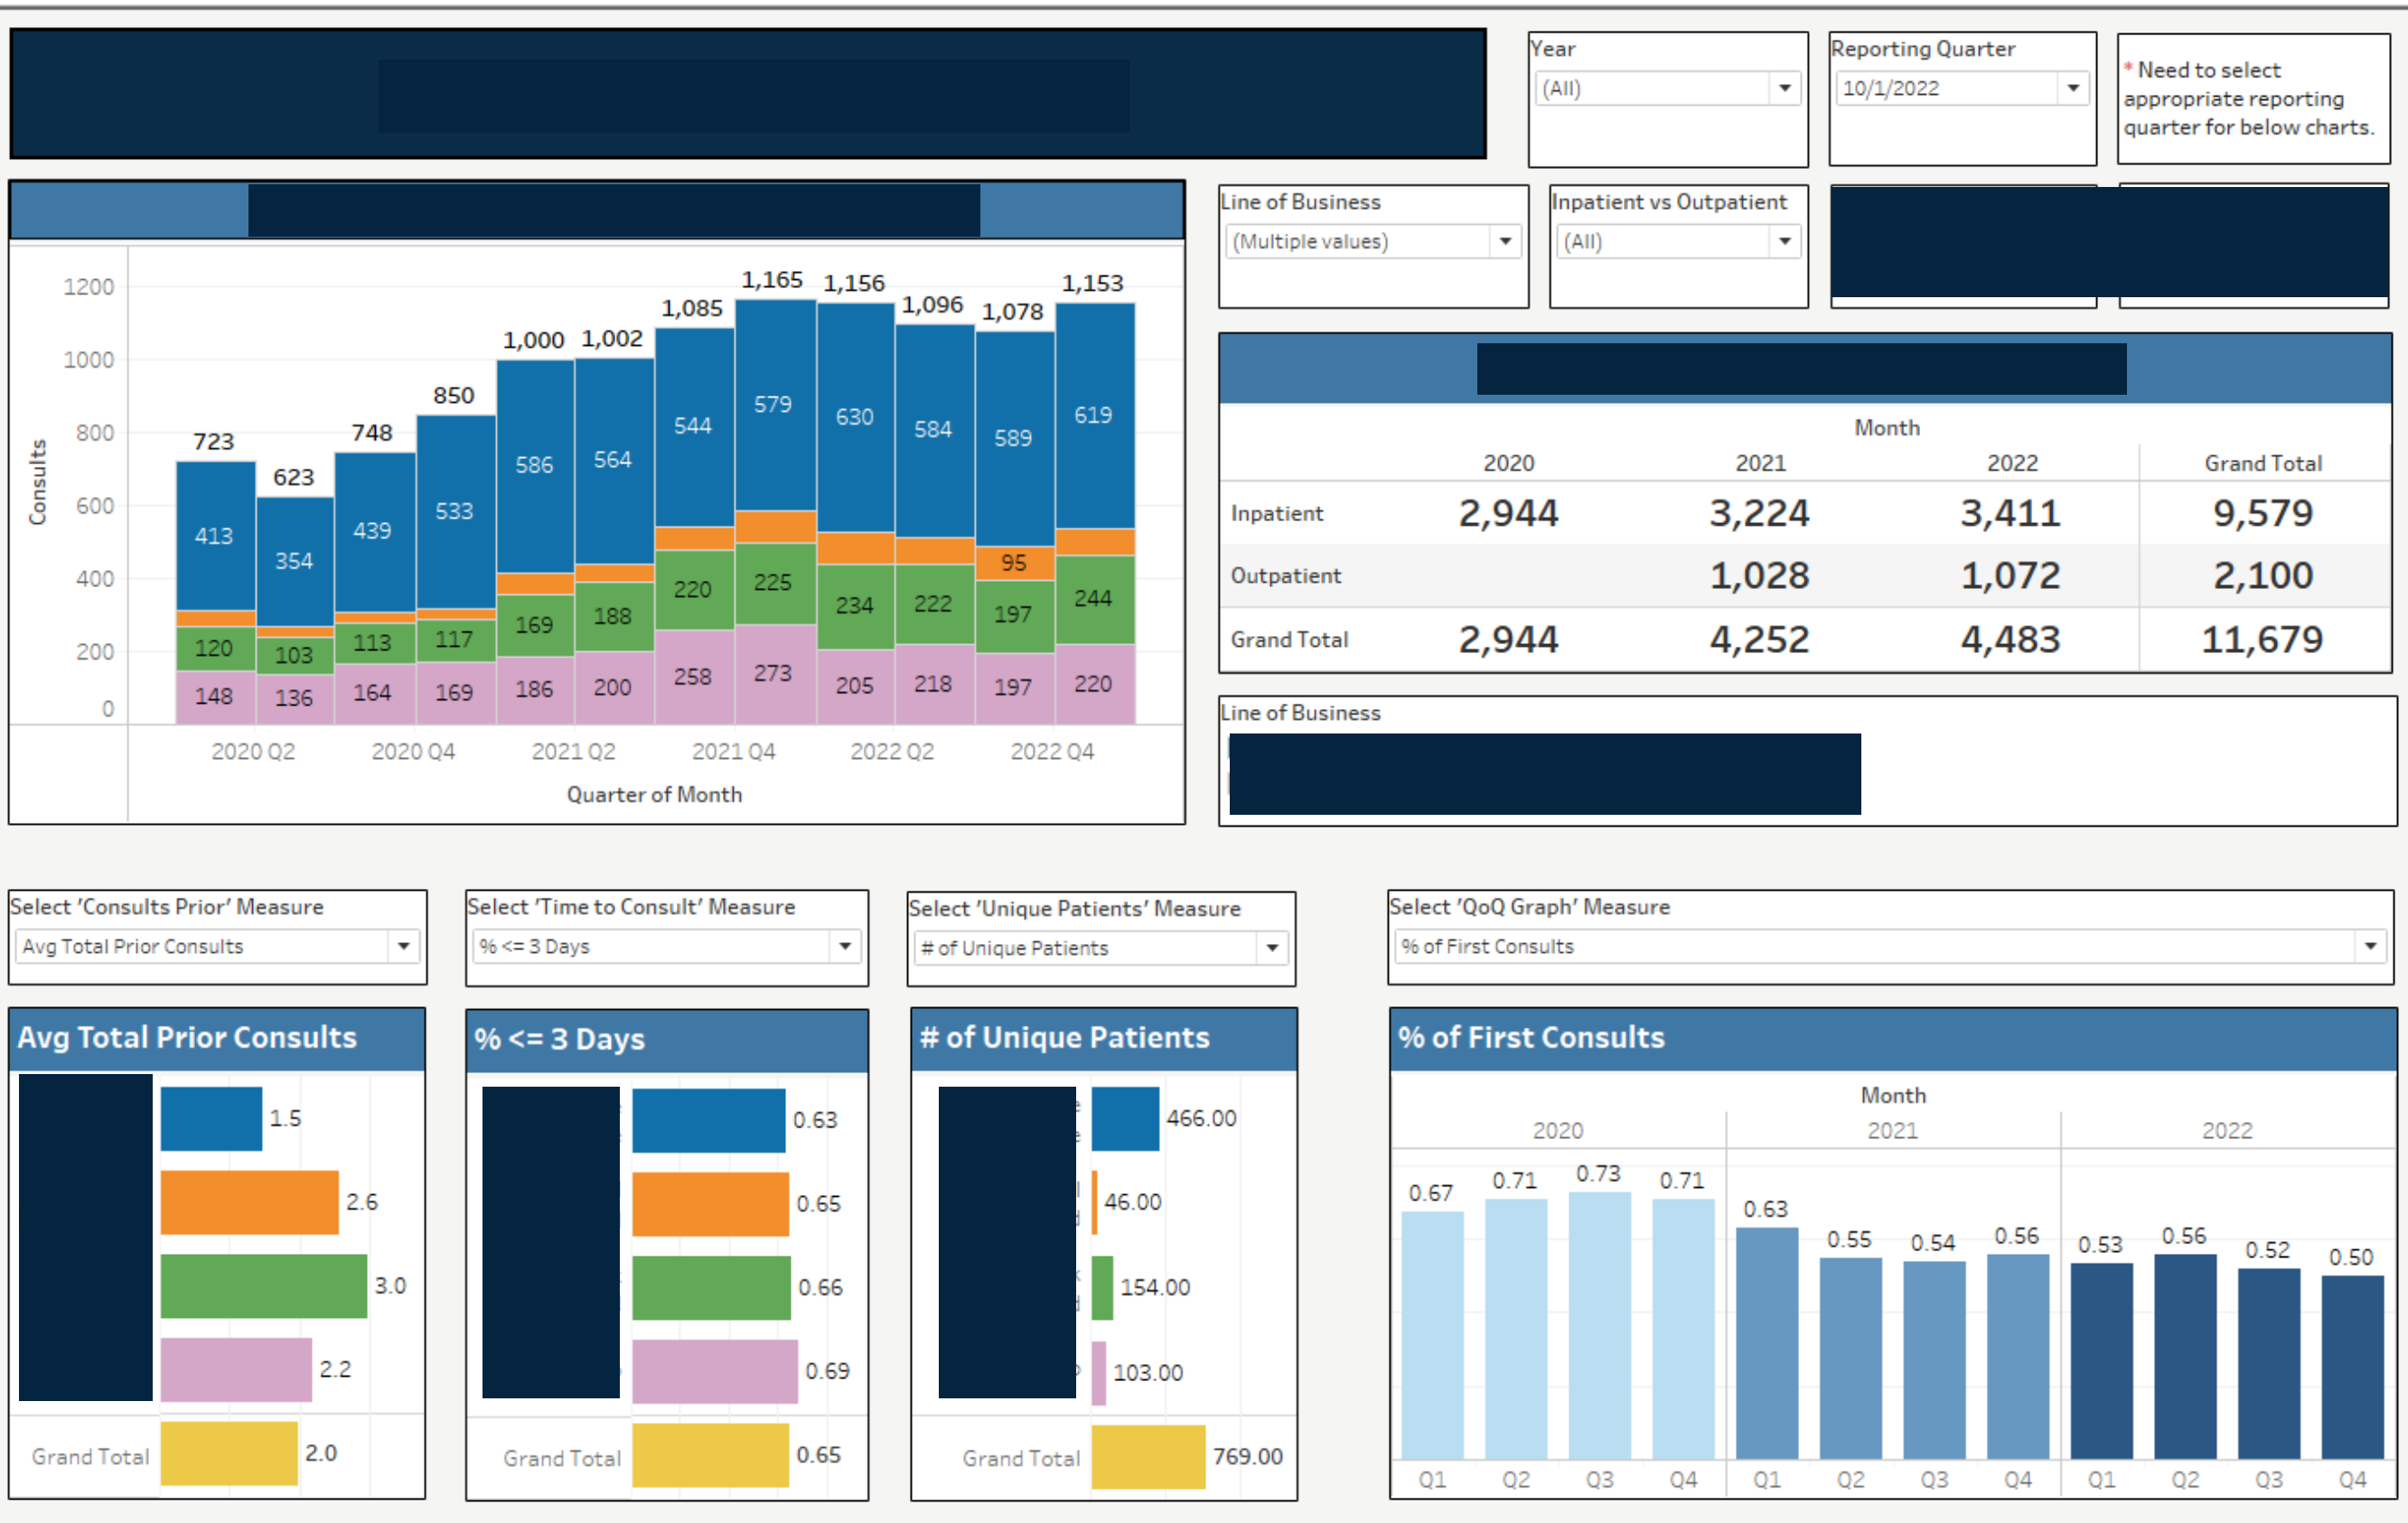 Year
(All)
Reporting Quarter
10/1/2022
* Need to select
appropriate reporting
quarter for below charts.
Line of Business
(Multiple values)
Inpatient vs Outpatient
(All)
Consults
1200
1000
800
600
400
200
0
723
623
748
850
1,000
1,002
1,085
1,165
1,156
1,096
1,078
1,153
413
354
439
533
586
564
544
579
630
584
589
619
95
120
103
113
117
169
188
220
225
234
222
197
244
148
136
164
169
186
200
258
273
205
218
197
220
2020 Q2
2020 Q4
2021 Q2
2021 Q4
2022 Q2
2022 Q4
Quarter of Month
Month
2020 2021 2022 Grand Total
Inpatient 2,944 3,224 3,411 9,579
Outpatient 1,028 1,072 2,100
Grand Total 2,944 4,252 4,483 11,679
Line of Business
Select 'Consults Prior' Measure
Avg Total Prior Consults
Select 'Time to Consult' Measure
% <= 3 Days
Select 'Unique Patients' Measure
# of Unique Patients
Select 'QoQ Graph' Measure
% of First Consults
Avg Total Prior Consults
1.5
2.6
3.0
2.2
Grand Total 2.0
% <= 3 Days
0.63
0.65
0.66
0.69
Grand Total 0.65
# of Unique Patients
466.00
46.00
154.00
103.00
Grand Total 769.00
% of First Consults
Month
2020 2021 2022
0.67 0.71 0.73 0.71 0.63 0.55 0.54 0.56 0.53 0.56 0.52 0.50
Q1 Q2 Q3 Q4 Q1 Q2 Q3 Q4 Q1 Q2 Q3 Q4